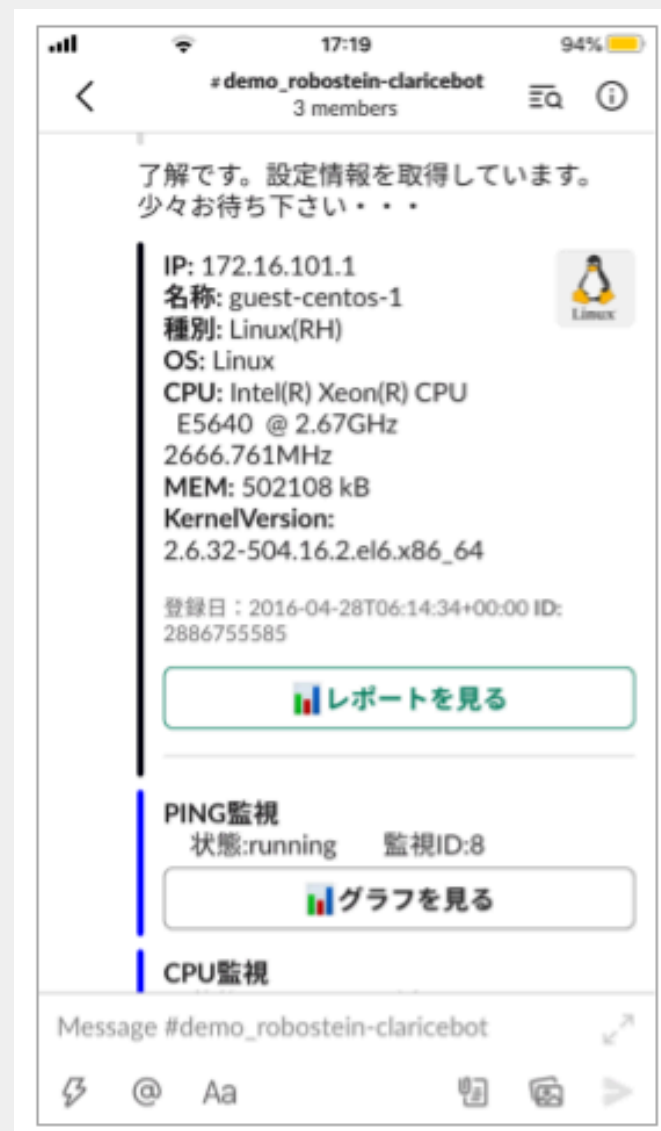 17:19
94%
#demo_robostein-claricebot
3 members
了解です。設定情報を取得しています。
少々お待ち下さい・・・
IP: 172.16.101.1
名称: guest-centos-1
種別: Linux(RH)
OS: Linux
CPU: Intel(R) Xeon(R) CPU
E5640 @ 2.67GHz
2666.761MHz
MEM: 502108 kB
KernelVersion:
2.6.32-504.16.2.el6.x86_64
Linux
登録日：2016-04-28T06:14:34+00:00 ID:
2886755585
レポートを見る
PING監視
状態:running 監視ID:8
グラフを見る
CPU監視
Message #demo_robostein-claricebot
@ Aa